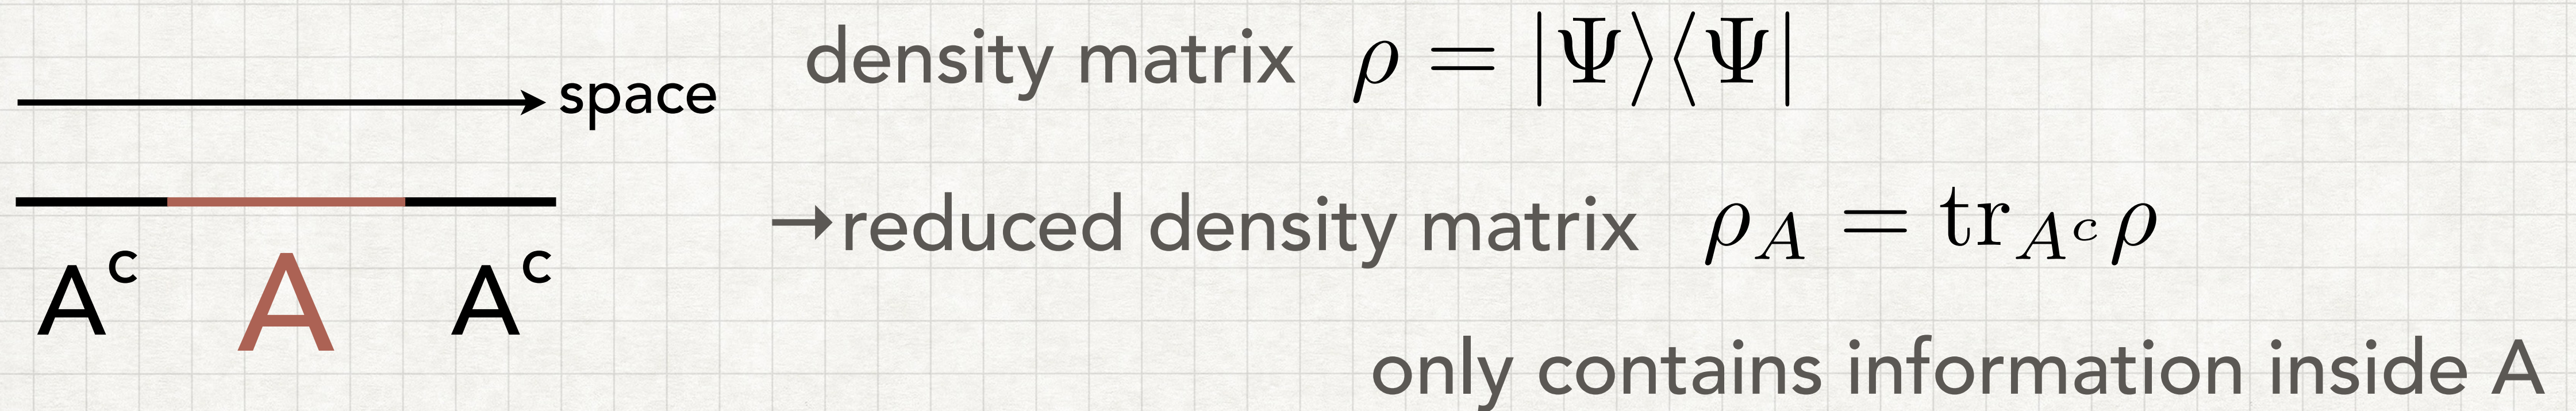 space
A^c A A^c
density matrix ρ = |Ψ⟩⟨Ψ|
→reduced density matrix ρ_A = tr_{A^c} ρ
only contains information inside A